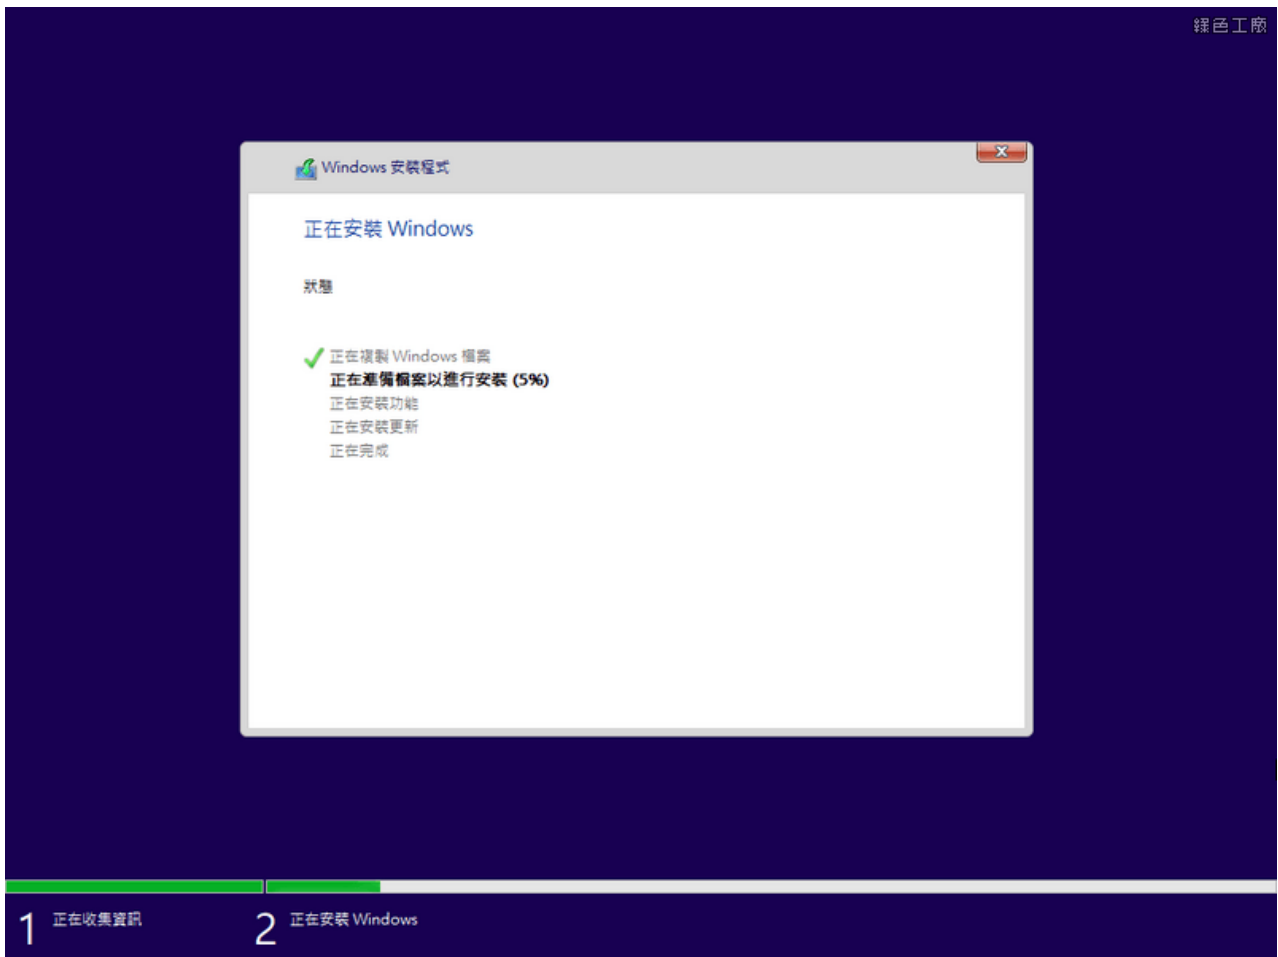 綠色工廠
Windows 安裝程式
正在安裝 Windows
狀態
正在複製 Windows 檔案
正在準備檔案以進行安裝 (5%)
正在安裝功能
正在安裝更新
正在完成
1 正在收集資訊
2 正在安裝 Windows